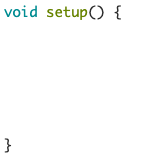 void setup() {
}